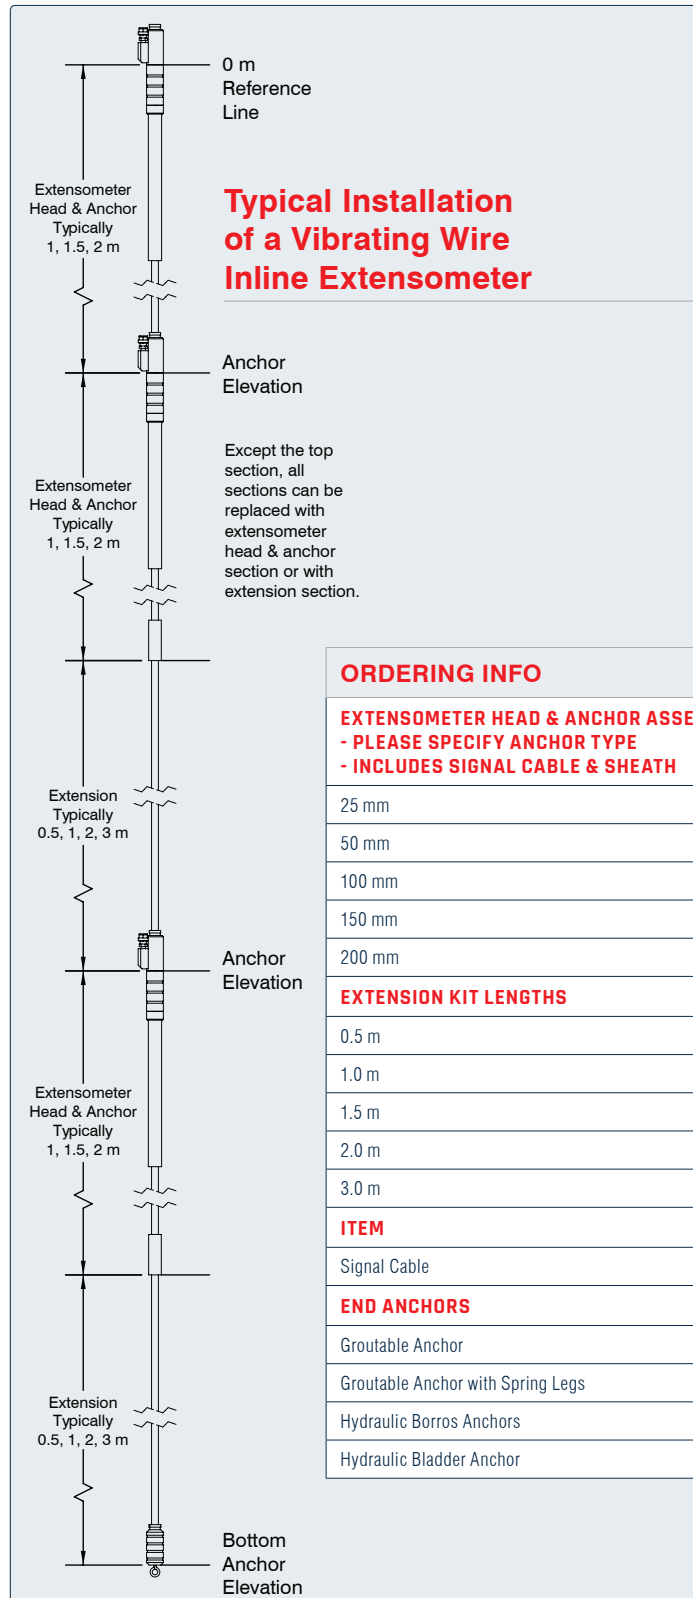 0 m
Reference
Line
Extensometer
Head & Anchor
Typically
1, 1.5, 2 m
Typical Installation
of a Vibrating Wire
Inline Extensometer
Anchor
Elevation
Except the top
section, all
sections can be
replaced with
extensometer
head & anchor
section or with
extension section.
Extensometer
Head & Anchor
Typically
1, 1.5, 2 m
Extension
Typically
0.5, 1, 2, 3 m
Anchor
Elevation
Extensometer
Head & Anchor
Typically
1, 1.5, 2 m
Extension
Typically
0.5, 1, 2, 3 m
Bottom
Anchor
Elevation
ORDERING INFO
EXTENSOMETER HEAD & ANCHOR ASSE
- PLEASE SPECIFY ANCHOR TYPE
- INCLUDES SIGNAL CABLE & SHEATH
25 mm
50 mm
100 mm
150 mm
200 mm
EXTENSION KIT LENGTHS
0.5 m
1.0 m
1.5 m
2.0 m
3.0 m
ITEM
Signal Cable
END ANCHORS
Groutable Anchor
Groutable Anchor with Spring Legs
Hydraulic Borros Anchors
Hydraulic Bladder Anchor